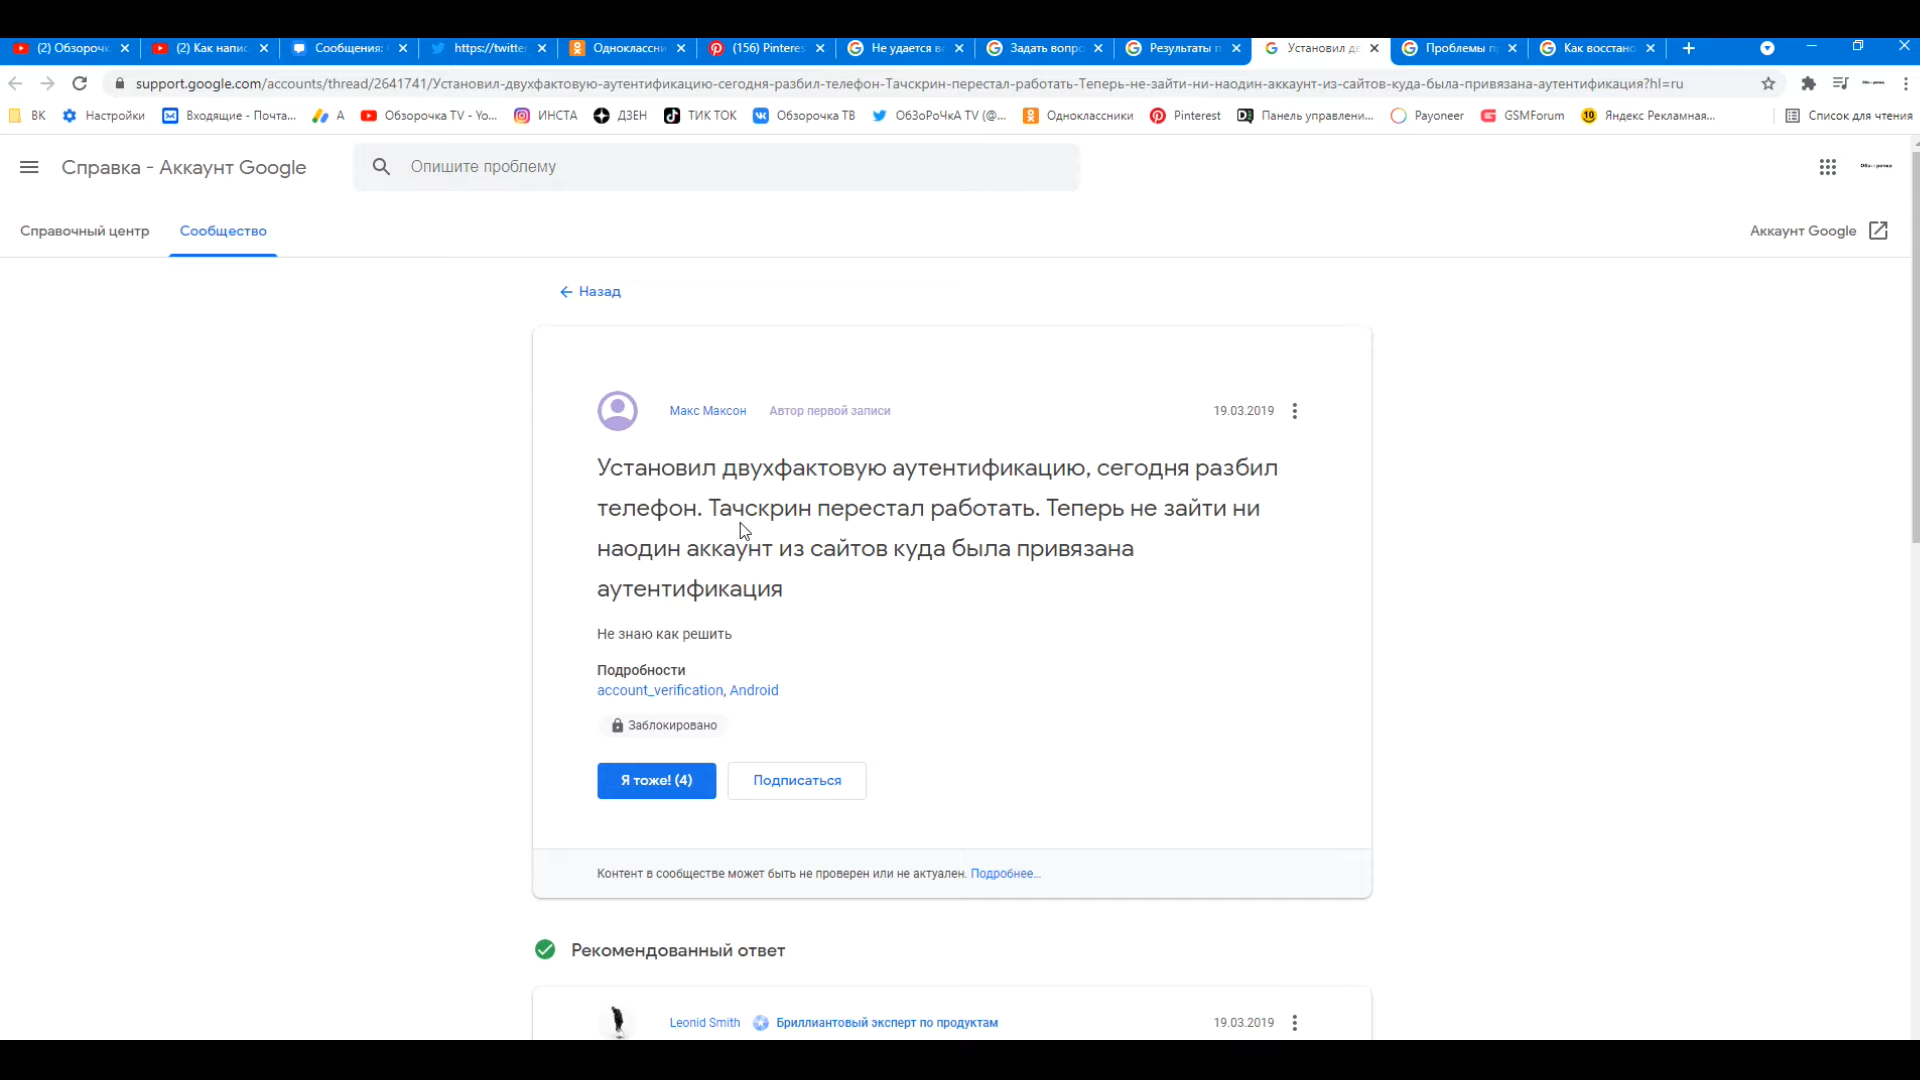 (2) Обзороч
(2) Как напис
Сообщения:
https://twitte
Одноклассни
(156) Pinteres
Не удается в
Задать вопро
Результаты п
Установил д
Проблемы п
Как восстано
support.google.com/accounts/thread/2641741/Установил-двухфактовую-аутентификацию-сегодня-разбил-телефон-Тачскрин-перестал-работать-Теперь-не-зайти-ни-наодин-аккаунт-из-сайтов-куда-была-привязана-аутентификация?hl=ru
ВК
Настройки
Входящие - Почта...
А
Обзорочка TV - Yo...
ИНСТА
ДЗЕН
ТИК ТОК
Обзорочка ТВ
ОбЗоРоЧкА TV (@...
Одноклассники
Pinterest
Панель управлени...
Payoneer
GSMForum
Яндекс Рекламная...
Список для чтения
Справка - Аккаунт Google
Опишите проблему
Справочный центр
Сообщество
Аккаунт Google
Назад
Макс Максон
Автор первой записи
19.03.2019
Установил двухфактовую аутентификацию, сегодня разбил
телефон. Тачскрин перестал работать. Теперь не зайти ни
наодин аккаунт из сайтов куда была привязана
аутентификация
Не знаю как решить
Подробности
account_verification, Android
Заблокировано
Я тоже! (4)
Подписаться
Контент в сообществе может быть не проверен или не актуален. Подробнее…
Рекомендованный ответ
Leonid Smith
Бриллиантовый эксперт по продуктам
19.03.2019